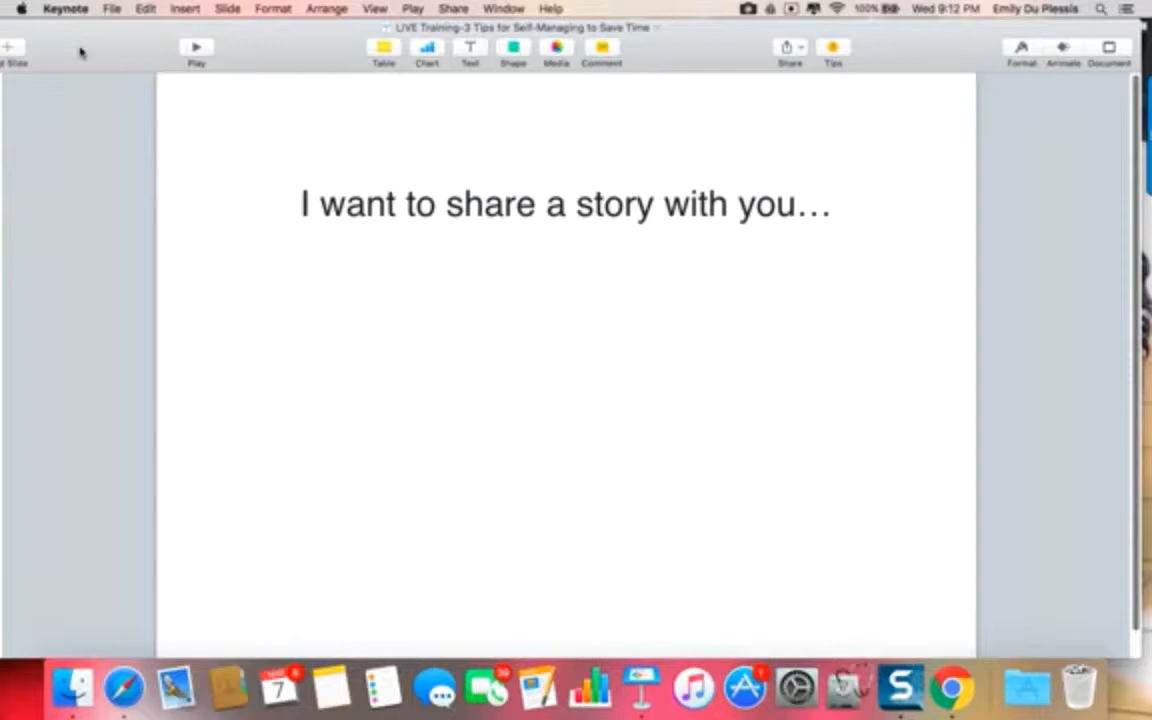 Keynote File Edit Insert Slide Format Arrange View Play Share Window Help 100% Wed 9:12 PM Emily Du Plessis
LIVE Training-3 Tips for Self-Managing to Save Time
Slide Play Table Chart Text Shape Media Comment Share Tips Format Animate Document
I want to share a story with you…
7